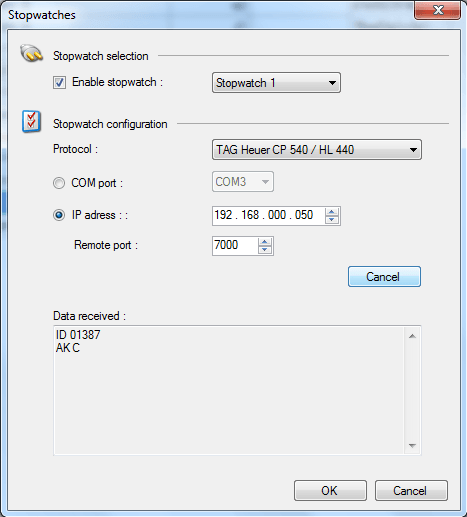 Stopwatches
Stopwatch selection
Enable stopwatch : Stopwatch 1
Stopwatch configuration
Protocol : TAG Heuer CP 540 / HL 440
COM port : COM3
IP adress : : 192 . 168 . 000 . 050
Remote port : 7000
Cancel
Data received :
ID 01387
AK C
OK Cancel